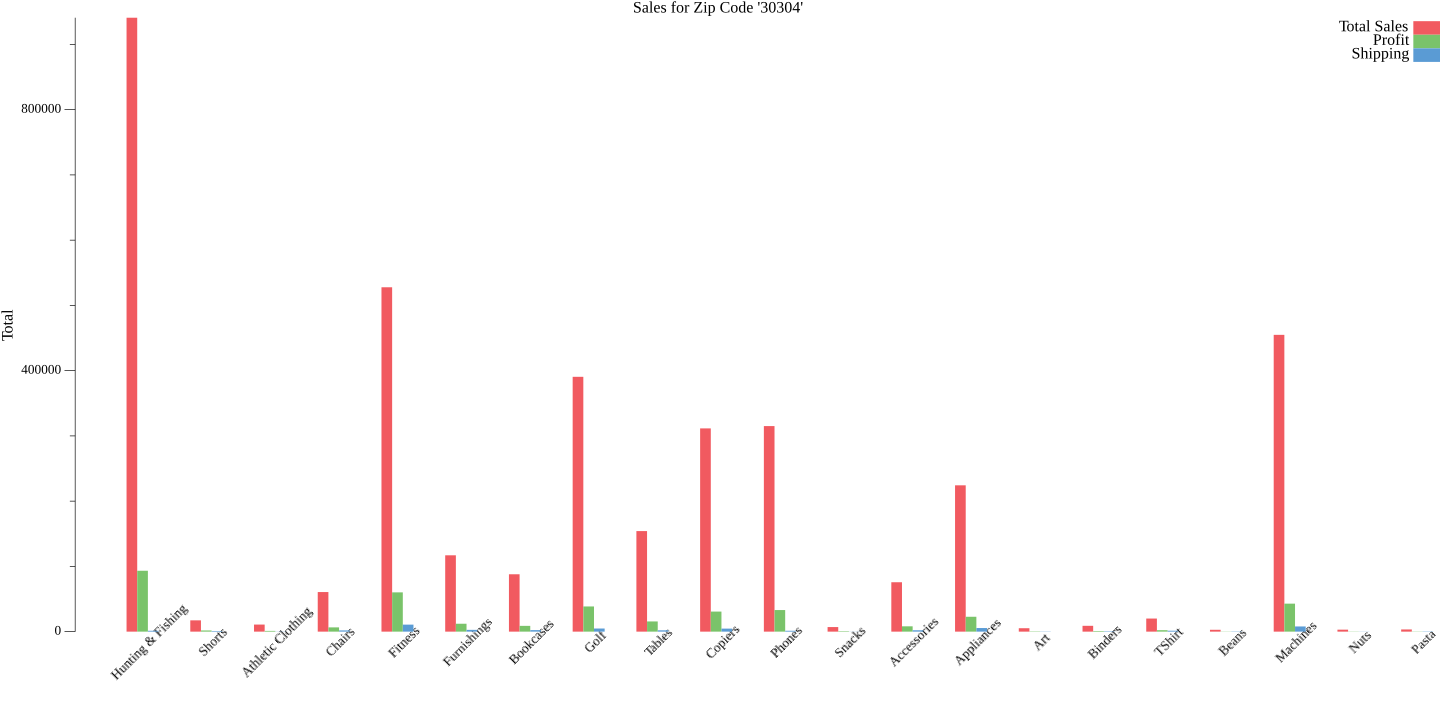 Sales for Zip Code '30304'
Total Sales
Profit
Shipping
800000
400000
0
Total
Hunting & Fishing
Shorts
Athletic Clothing
Chairs
Fitness
Furnishings
Bookcases
Golf
Tables
Copiers
Phones
Snacks
Accessories
Appliances
Art
Binders
TShirt
Beans
Machines
Nuts
Pasta